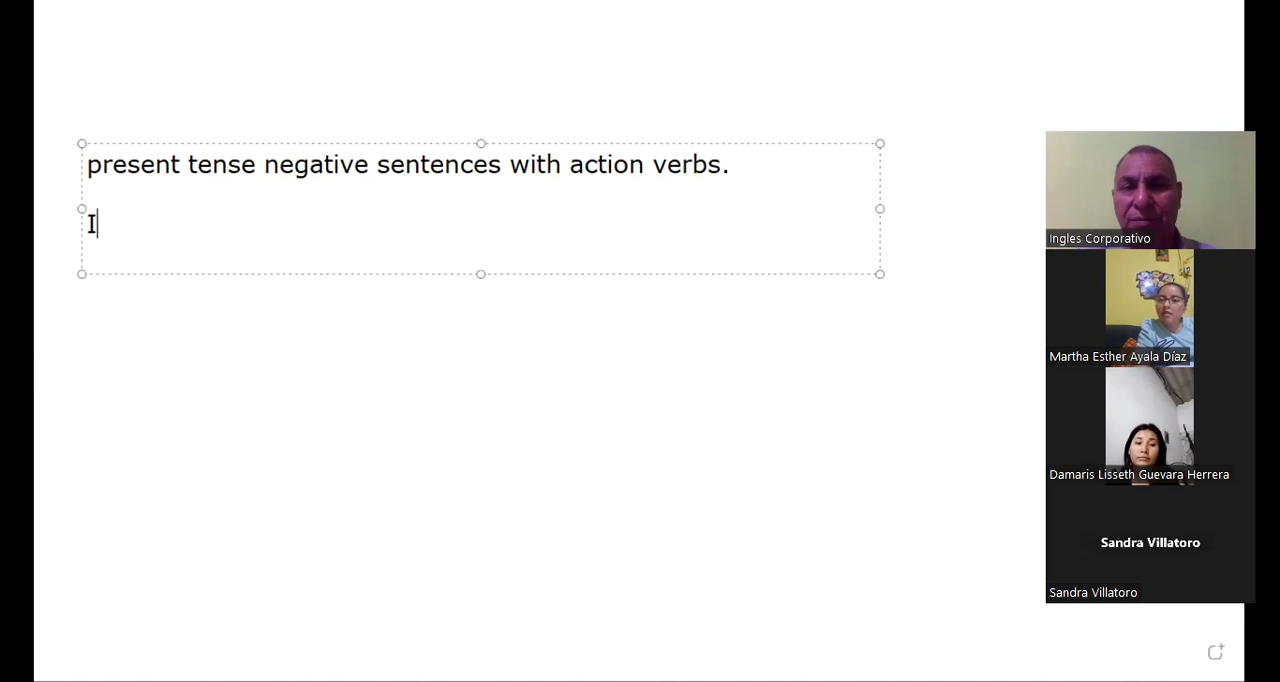 present tense negative sentences with action verbs.
I
Ingles Corporativo
Martha Esther Ayala Díaz
Damaris Lisseth Guevara Herrera
Sandra Villatoro
Sandra Villatoro